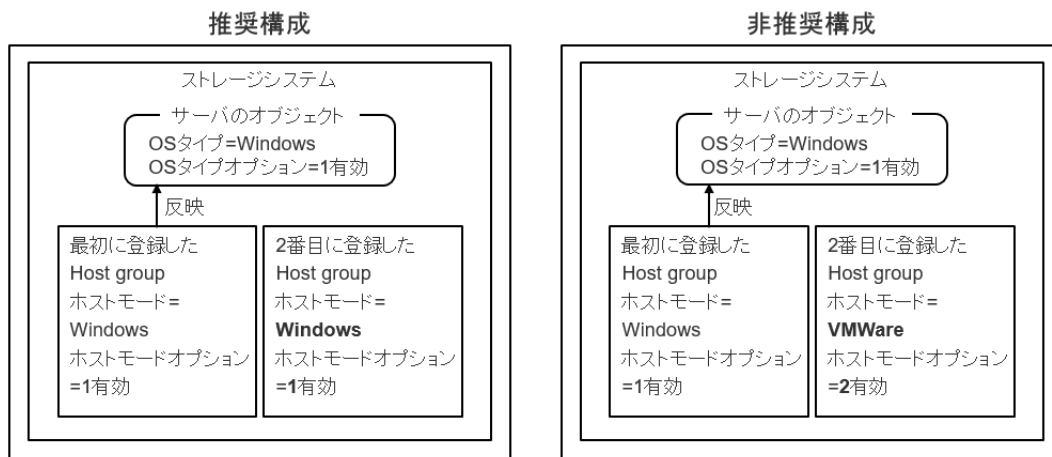 推奨構成
ストレージシステム
サーバのオブジェクト
OSタイプ=Windows
OSタイプオプション=1有効
反映
最初に登録した
Host group
ホストモード=
Windows
ホストモードオプション
=1有効
2番目に登録した
Host group
ホストモード=
Windows
ホストモードオプション
=1有効
非推奨構成
ストレージシステム
サーバのオブジェクト
OSタイプ=Windows
OSタイプオプション=1有効
反映
最初に登録した
Host group
ホストモード=
Windows
ホストモードオプション
=1有効
2番目に登録した
Host group
ホストモード=
VMWare
ホストモードオプション
=2有効